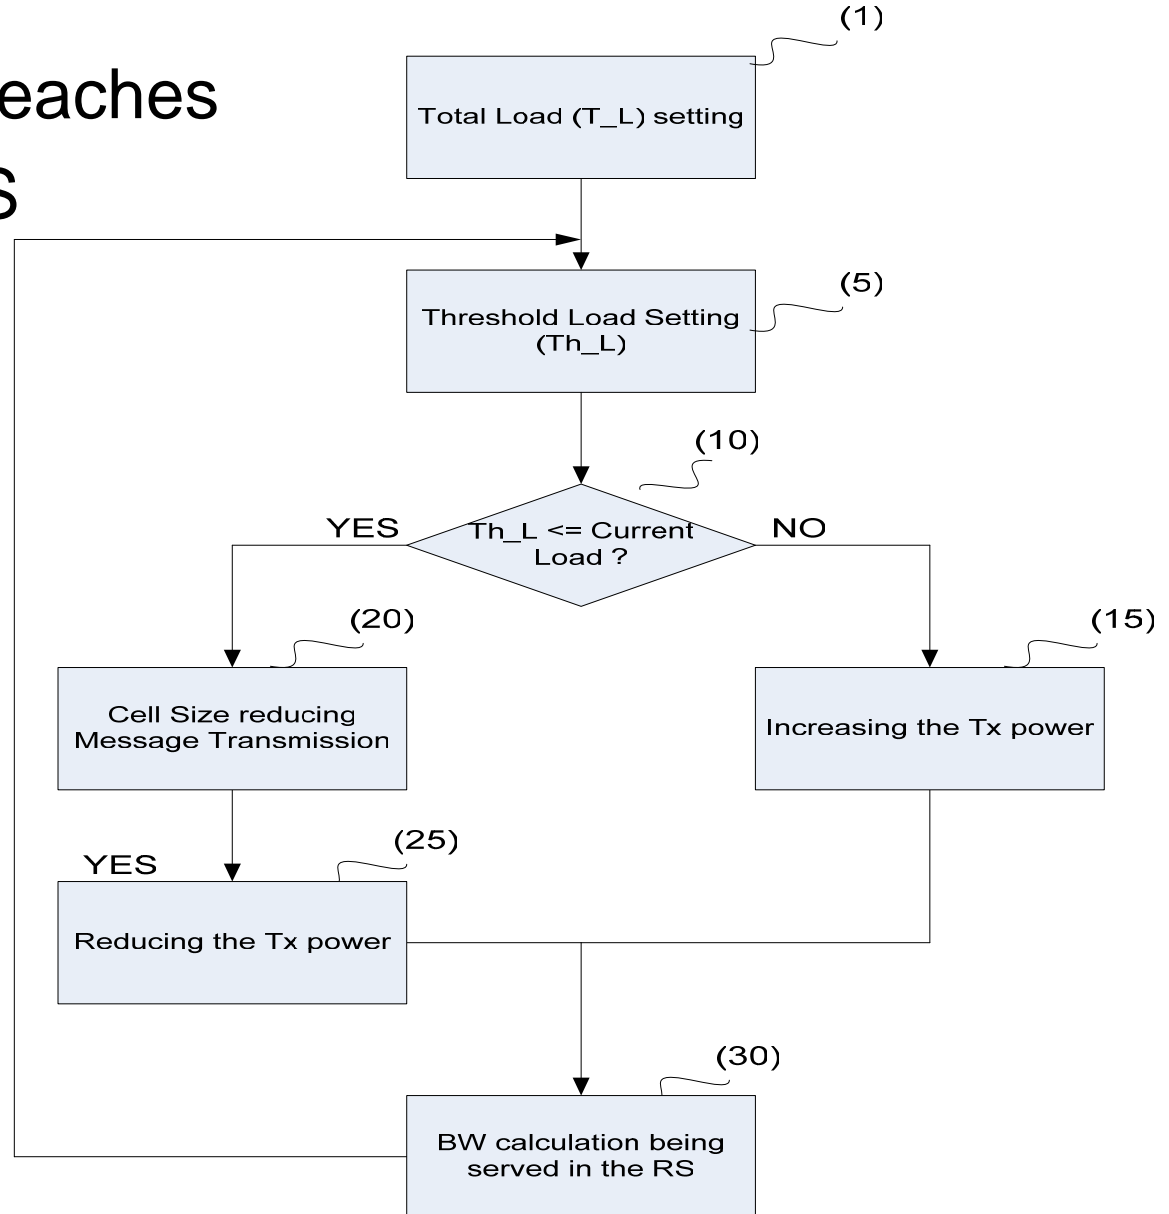 (1)
eaches
Total Load (T_L) setting
S
(5)
Threshold Load Setting
(Th_L)
(10)
YES
NO
Th_L <= Current
Load ?
(20)
(15)
Cell Size reducing
Message Transmission
Increasing the Tx power
(25)
YES
Reducing the Tx power
(30)
BW calculation being
served in the RS